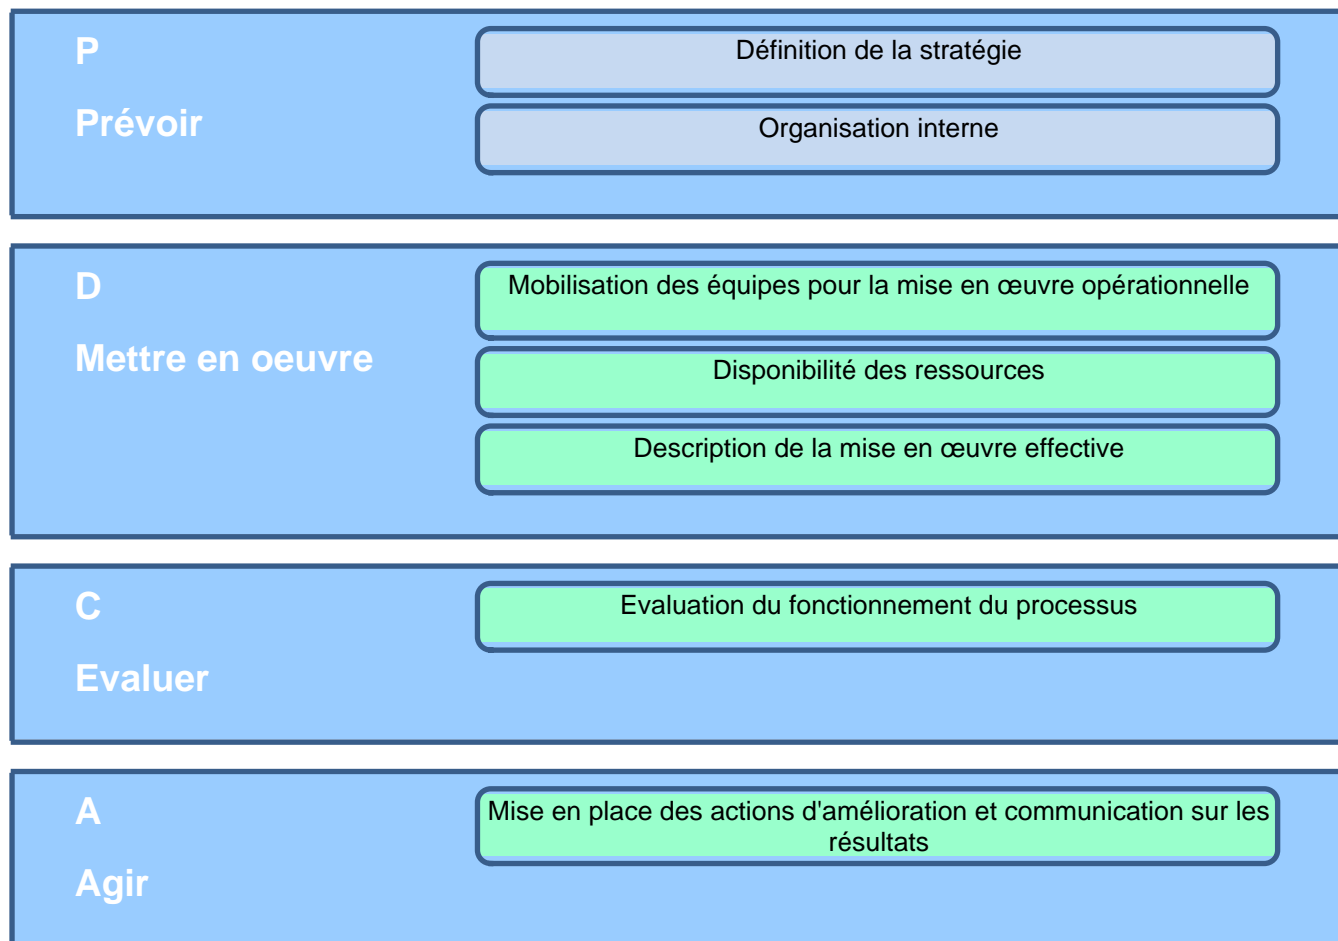 P
Définition de la stratégie
Prévoir
Organisation interne
D
Mobilisation des équipes pour la mise en œuvre opérationnelle
Mettre en oeuvre
Disponibilité des ressources
Description de la mise en œuvre effective
C
Evaluation du fonctionnement du processus
Evaluer
A
Mise en place des actions d'amélioration et communication sur les
résultats
Agir